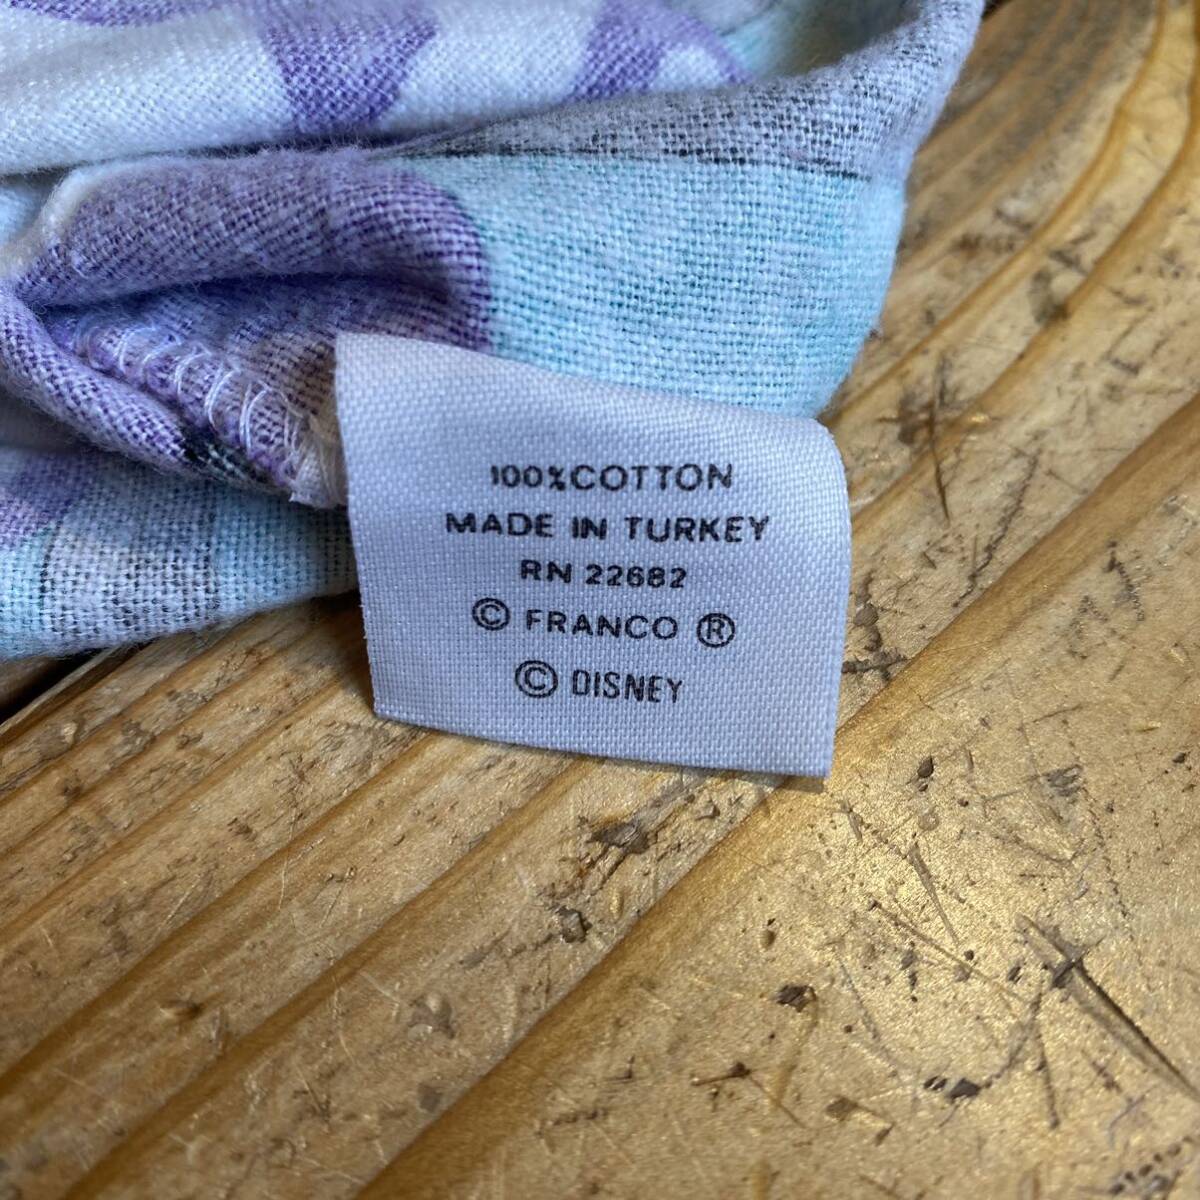 100%COTTON
MADE IN TURKEY
RN 22682
© FRANCO ®
© DISNEY